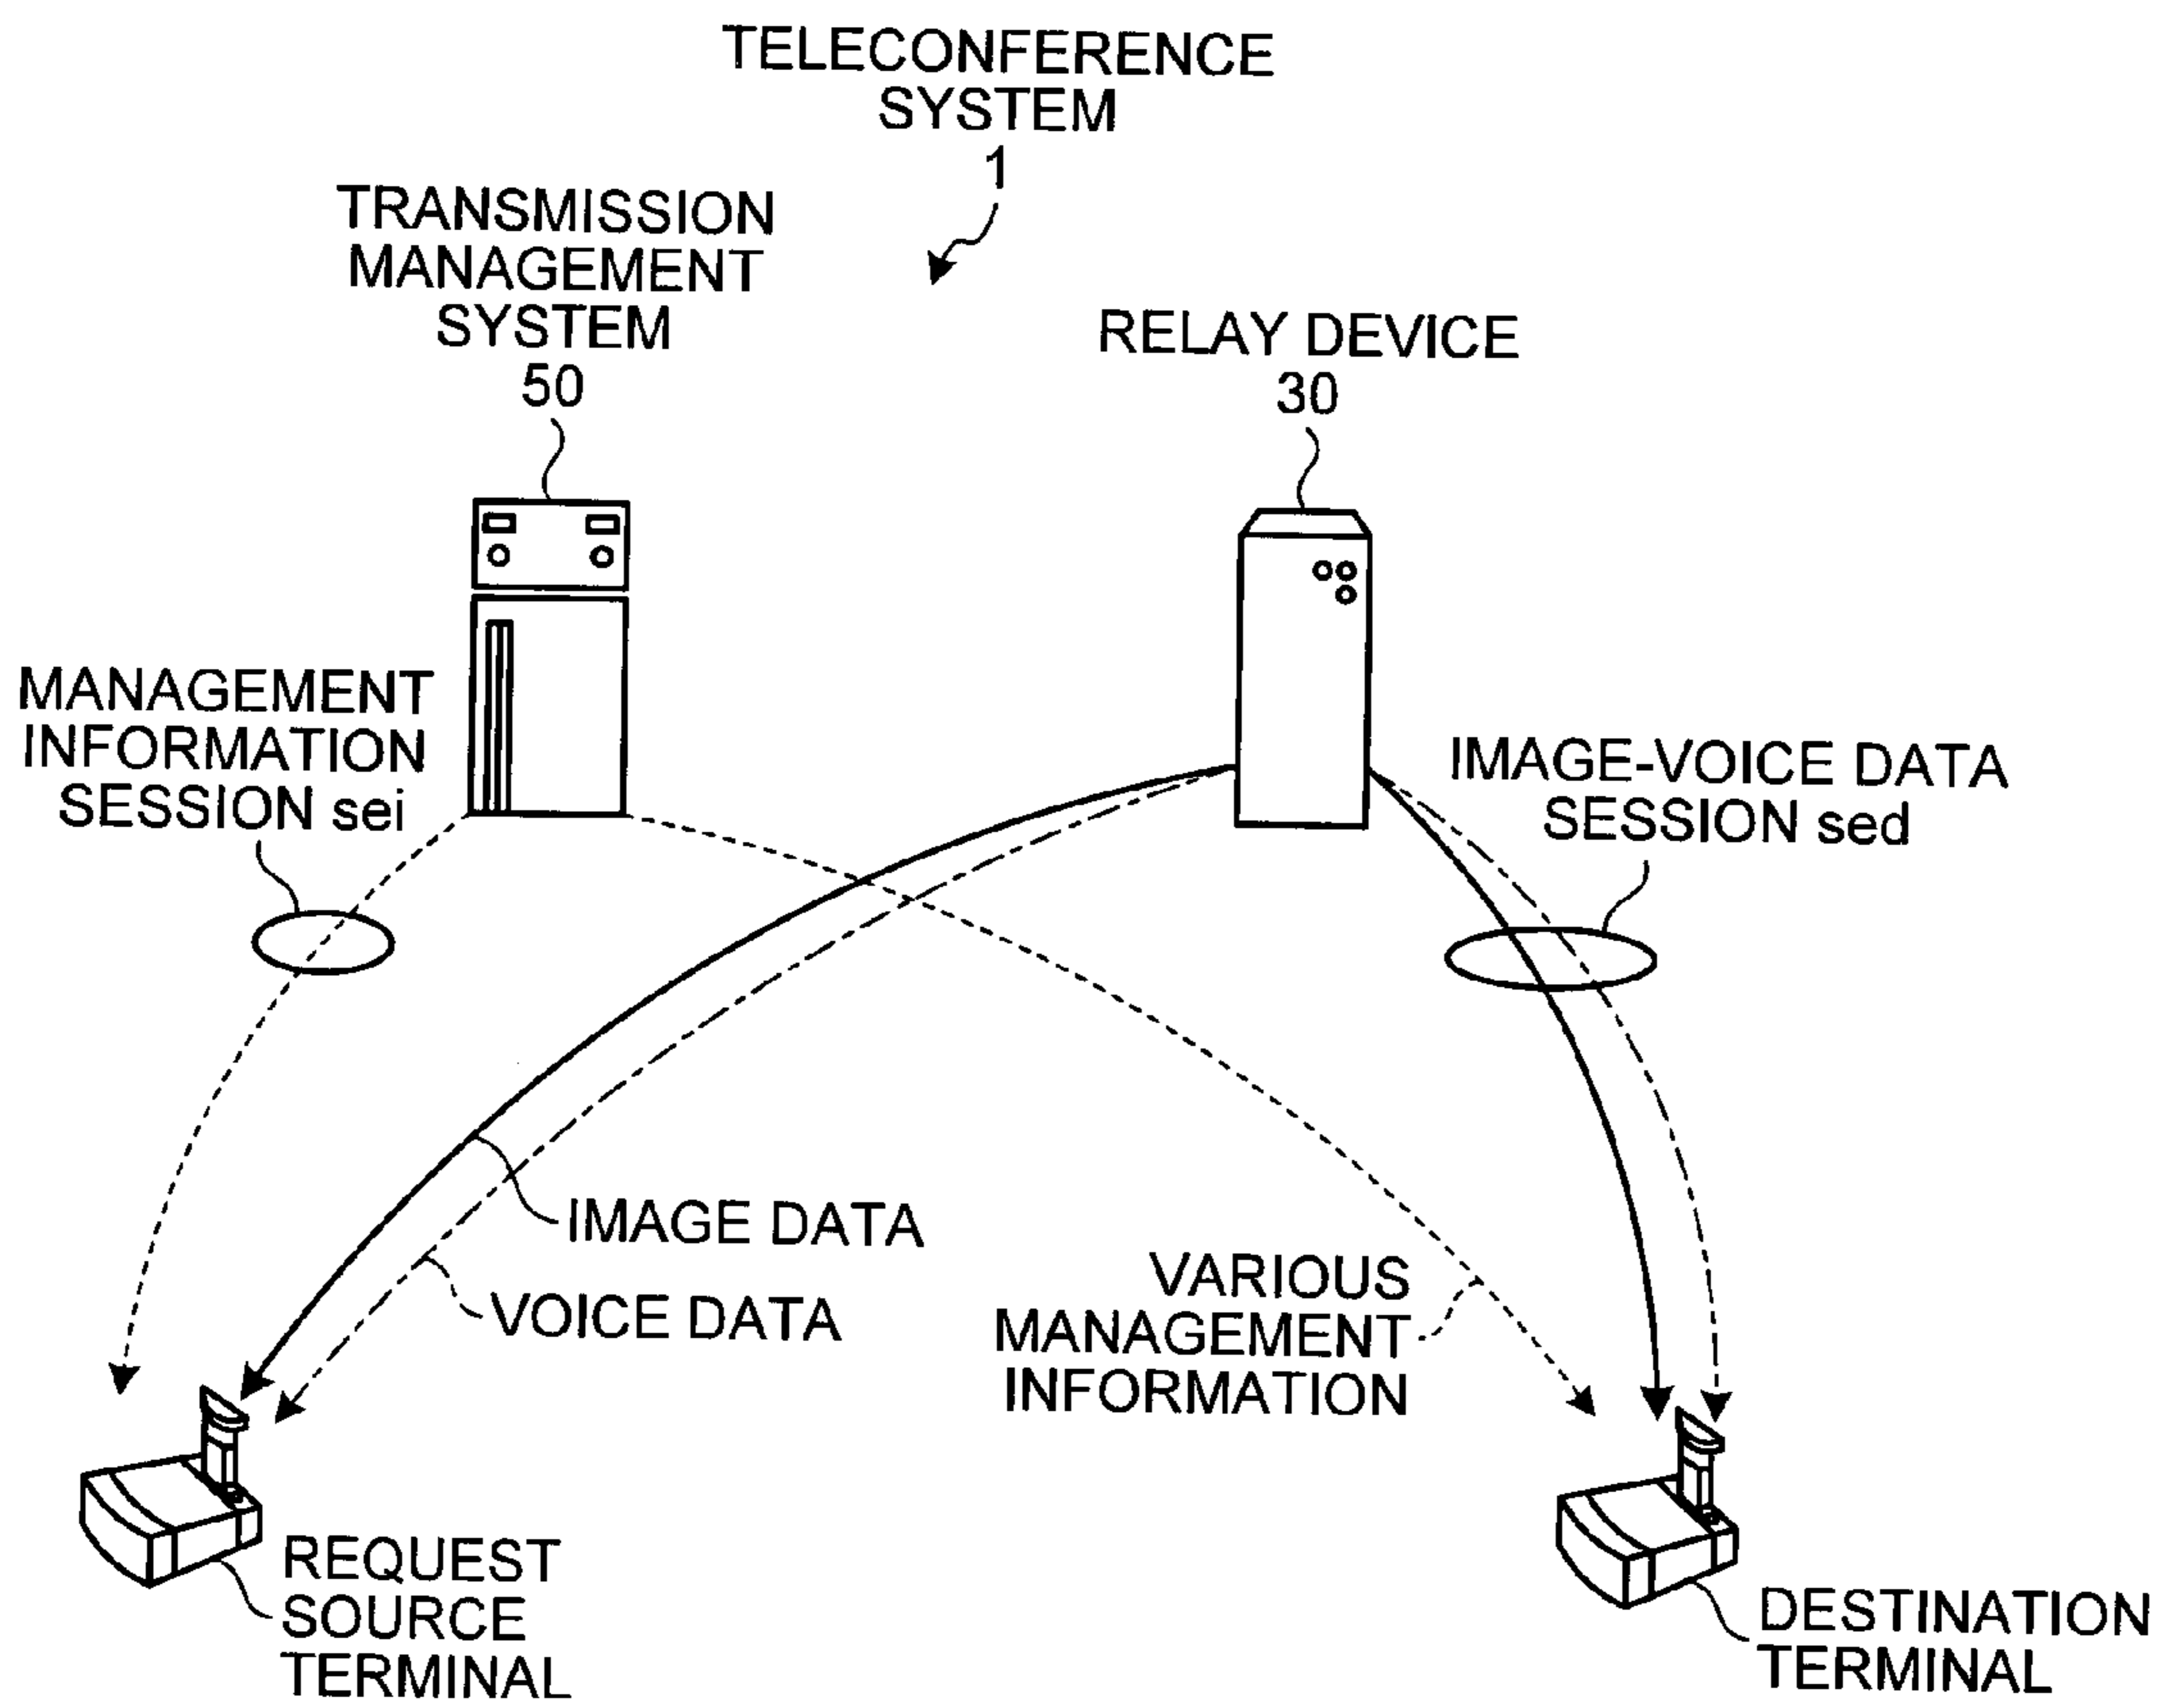 TELECONFERENCE
SYSTEM
1
TRANSMISSION
MANAGEMENT
SYSTEM
50
RELAY DEVICE
30
MANAGEMENT
INFORMATION
SESSION sei
IMAGE-VOICE DATA
SESSION sed
IMAGE DATA
VOICE DATA
VARIOUS
MANAGEMENT
INFORMATION
REQUEST
SOURCE
TERMINAL
DESTINATION
TERMINAL